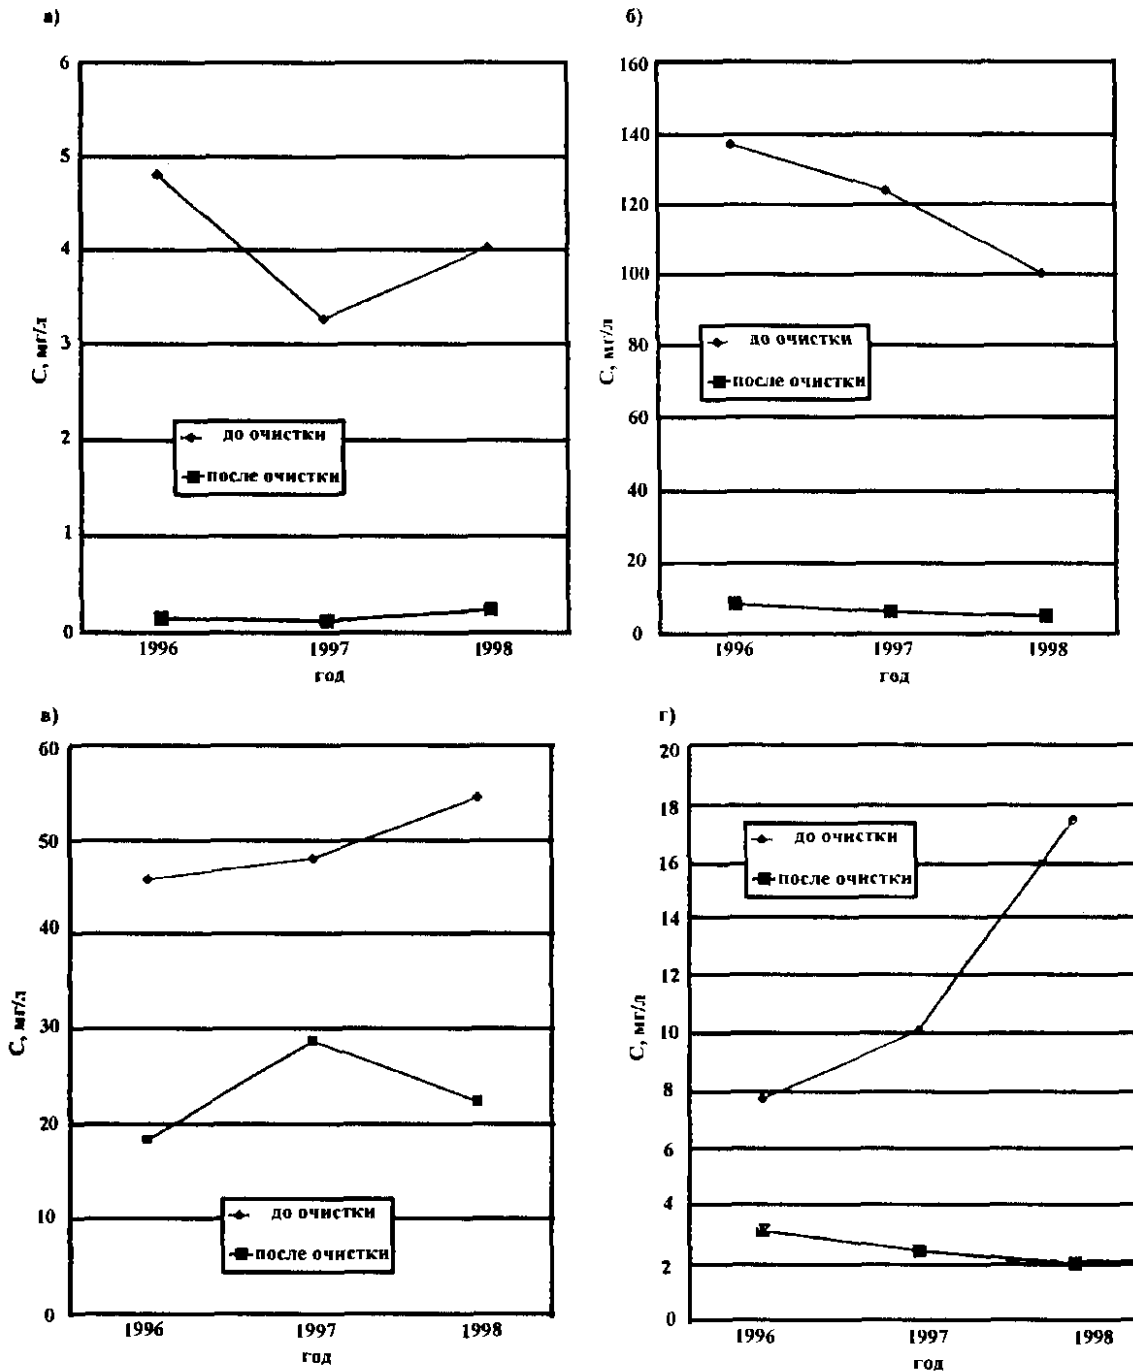 а)
6
5
4
3
2
1
0
С, мг/л
до очистки
после очистки
1996 1997 1998
год
б)
160
140
120
100
80
60
40
20
0
С, мг/л
до очистки
после очистки
1996 1997 1998
год
в)
60
50
40
30
20
10
0
С, мг/л
до очистки
после очистки
1996 1997 1998
год
г)
20
18
16
14
12
10
8
6
4
2
0
С, мг/л
до очистки
после очистки
1996 1997 1998
год